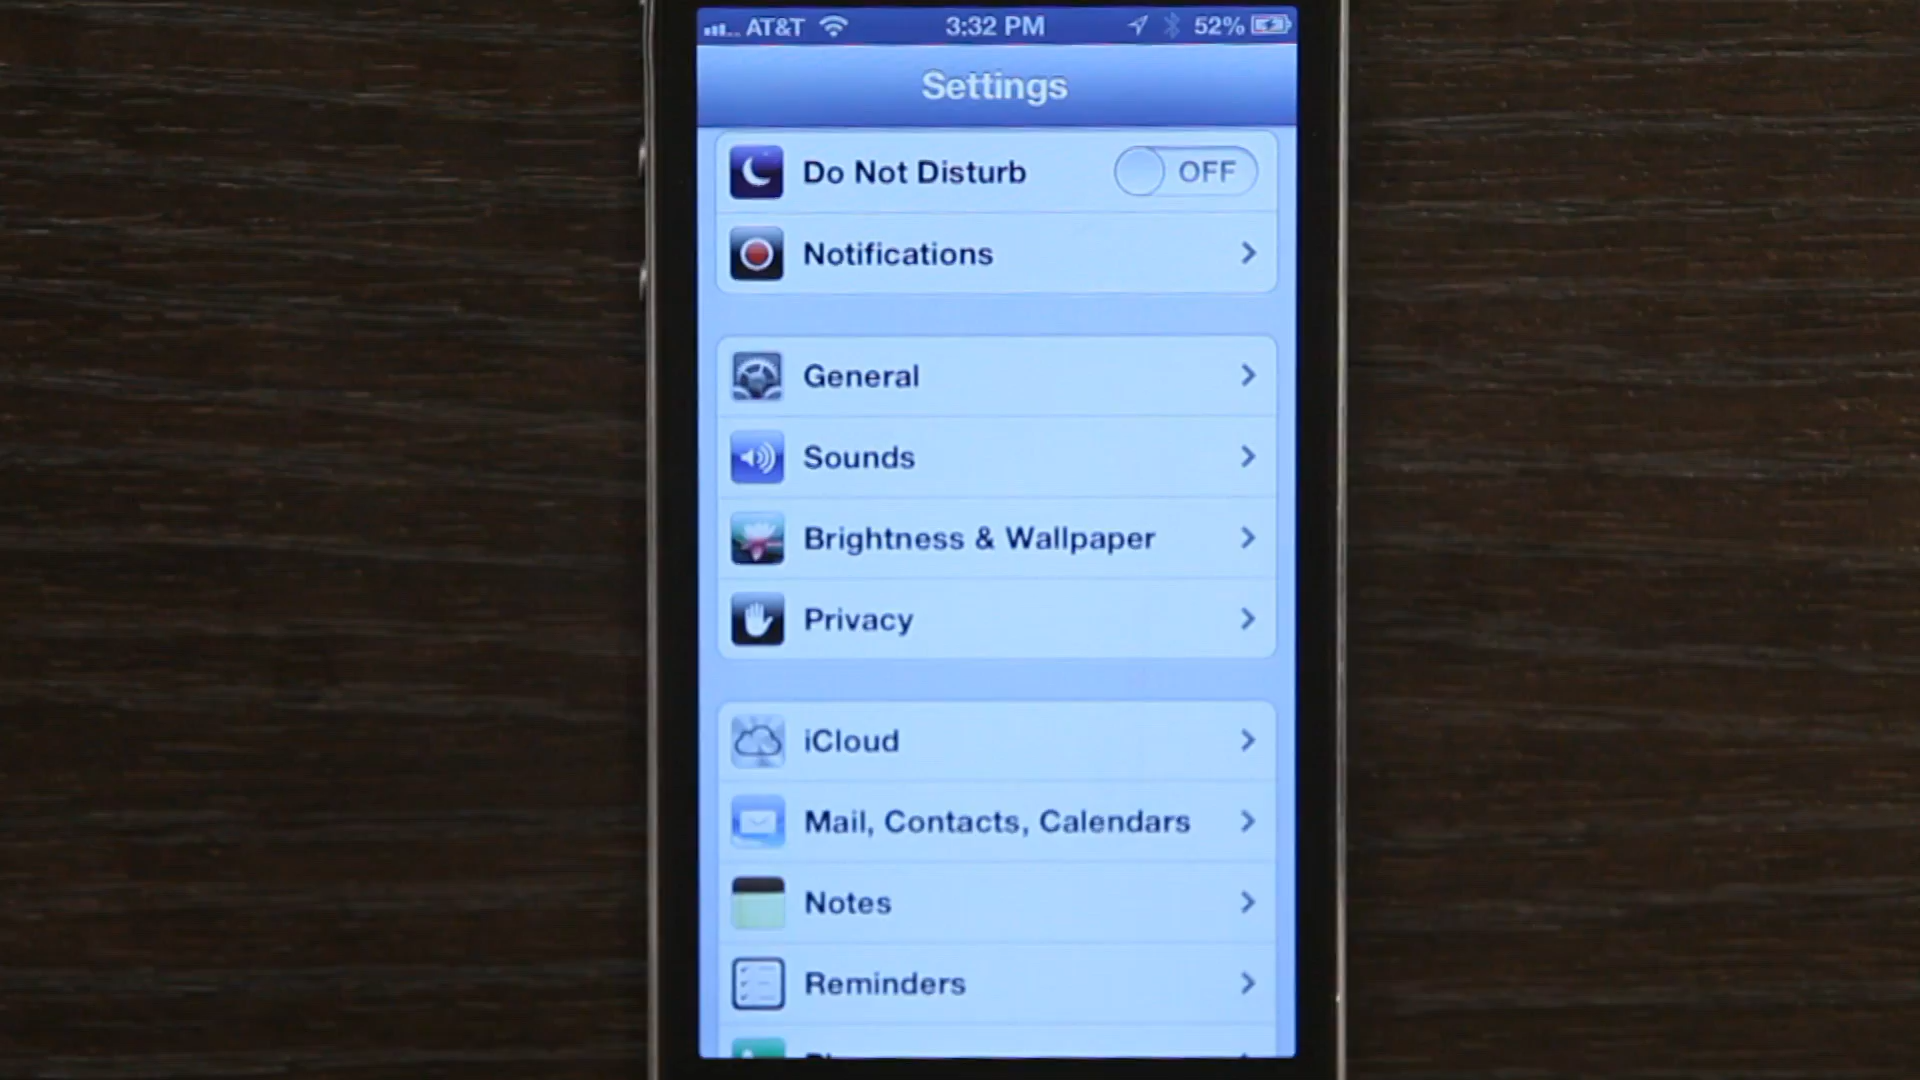 AT&T 3:32 PM 52%
Settings
Do Not Disturb OFF
Notifications
General
Sounds
Brightness & Wallpaper
Privacy
iCloud
Mail, Contacts, Calendars
Notes
Reminders